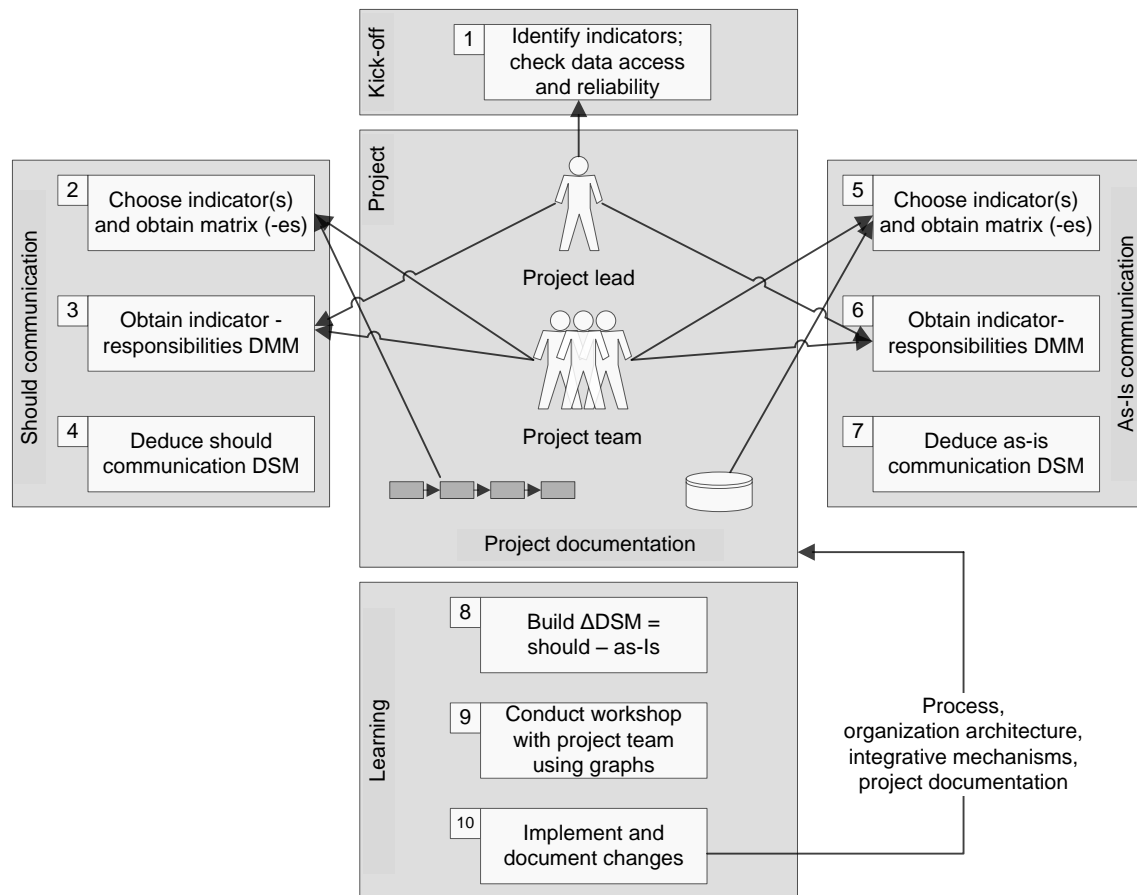 Kick-off
1
Identify indicators;
check data access
and reliability
Should communication
2
Choose indicator(s)
and obtain matrix (-es)
3
Obtain indicator -
responsibilities DMM
4
Deduce should
communication DSM
Project
Project lead
Project team
Project documentation
As-Is communication
5
Choose indicator(s)
and obtain matrix (-es)
6
Obtain indicator-
responsibilities DMM
7
Deduce as-is
communication DSM
Learning
8
Build ΔDSM =
should – as-Is
9
Conduct workshop
with project team
using graphs
10
Implement and
document changes
Process,
organization architecture,
integrative mechanisms,
project documentation